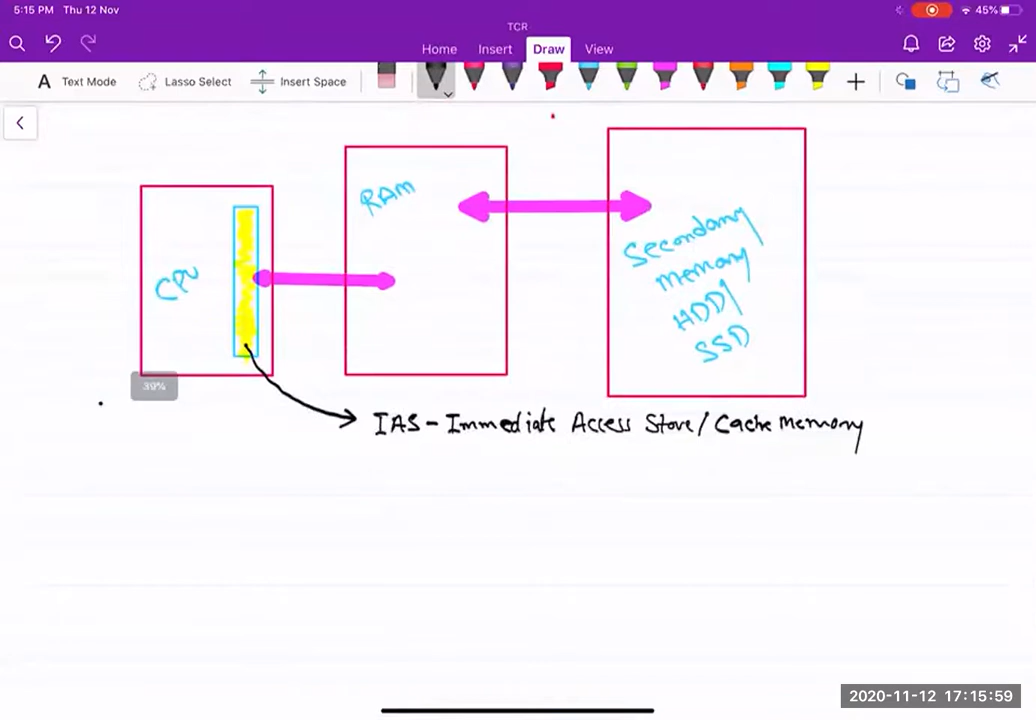 5:15 PM Thu 12 Nov
45%
TCR
Home Insert Draw View
A Text Mode Lasso Select Insert Space
RAM
CPU
Secondary
memory
HDD/
SSD
39%
IAS - Immediate Access Store/Cache Memory
2020-11-12 17:15:59